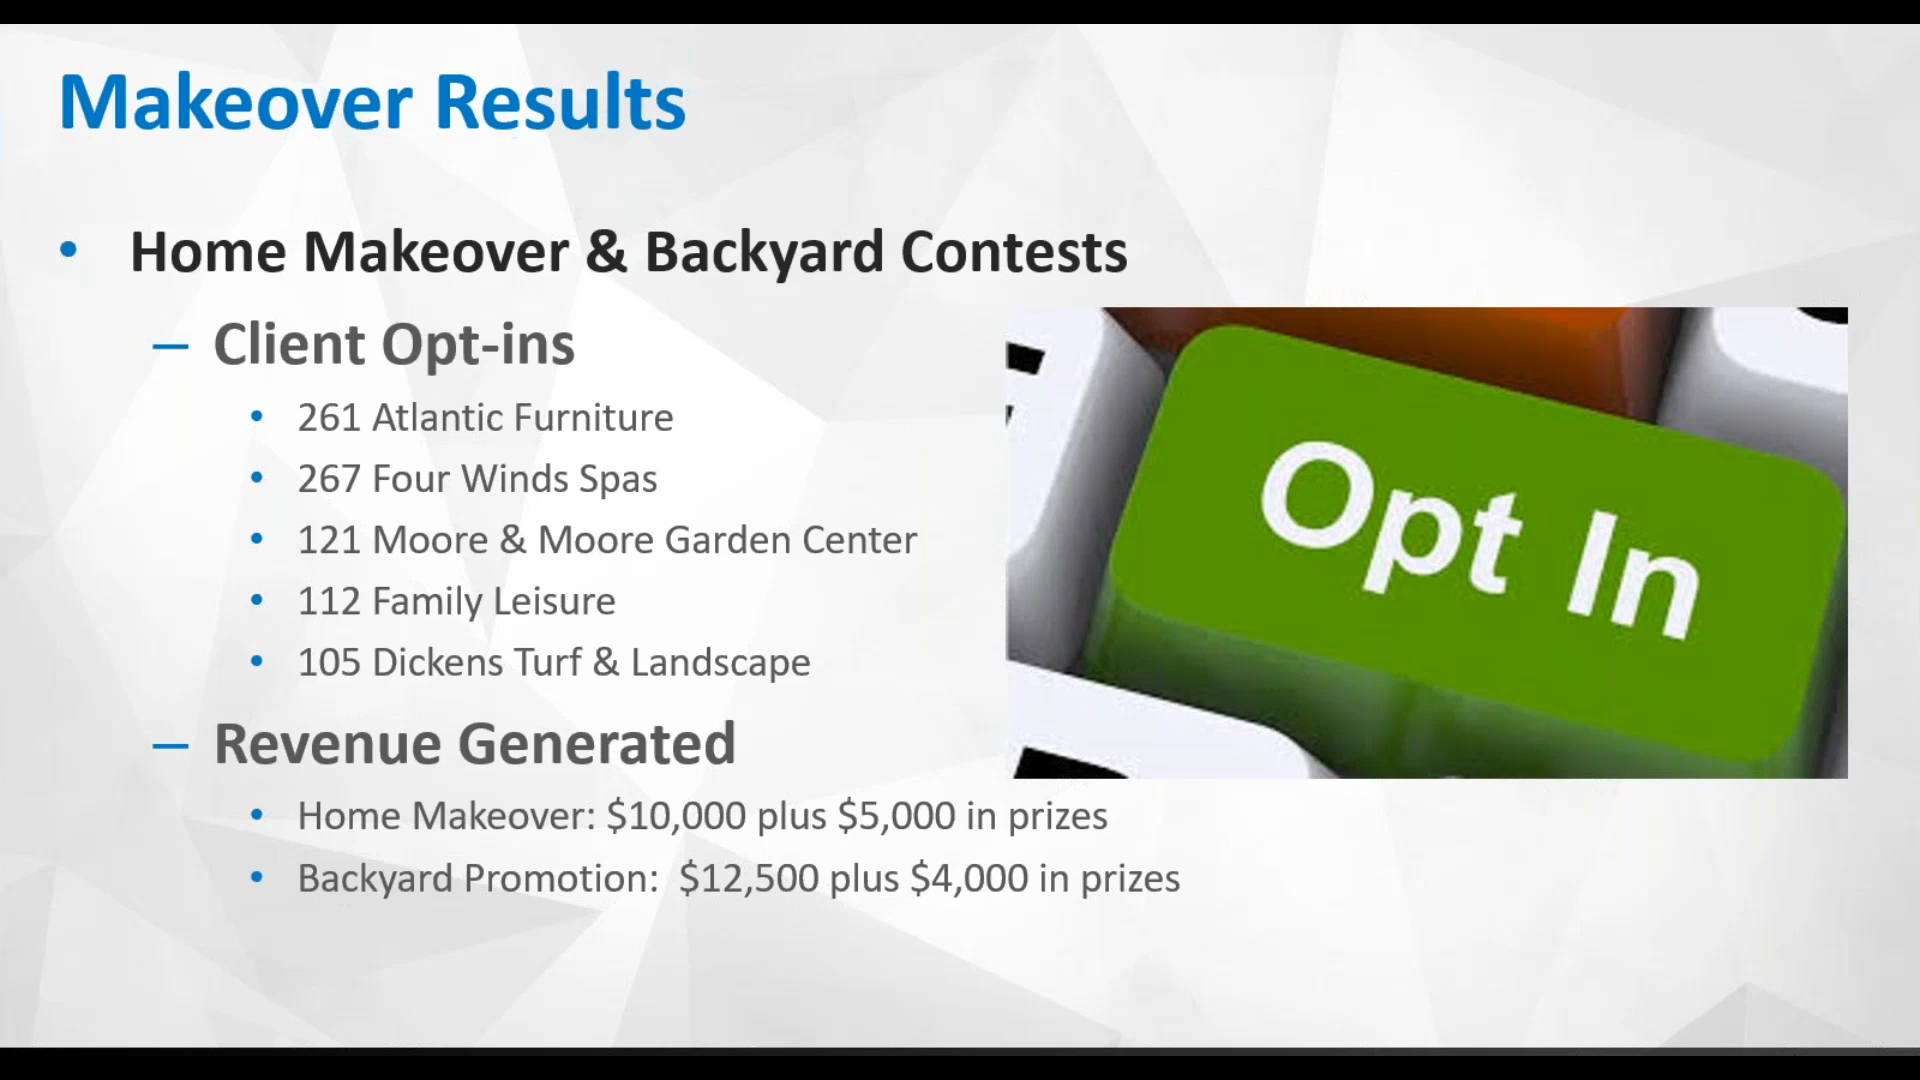 Makeover Results
• Home Makeover & Backyard Contests
– Client Opt-ins
• 261 Atlantic Furniture
• 267 Four Winds Spas
• 121 Moore & Moore Garden Center
• 112 Family Leisure
• 105 Dickens Turf & Landscape
Opt In
– Revenue Generated
• Home Makeover: $10,000 plus $5,000 in prizes
• Backyard Promotion: $12,500 plus $4,000 in prizes